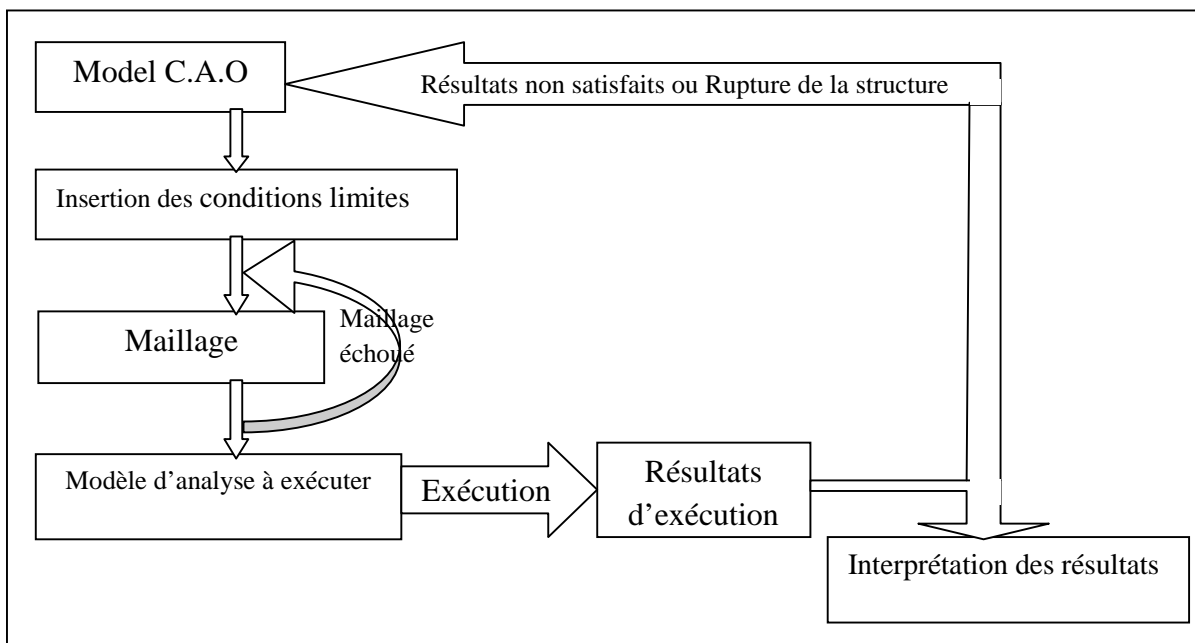 Model C.A.O
Résultats non satisfaits ou Rupture de la structure
Insertion des conditions limites
Maillage
Maillage
échoué
Modèle d’analyse à exécuter
Exécution
Résultats
d’exécution
Interprétation des résultats